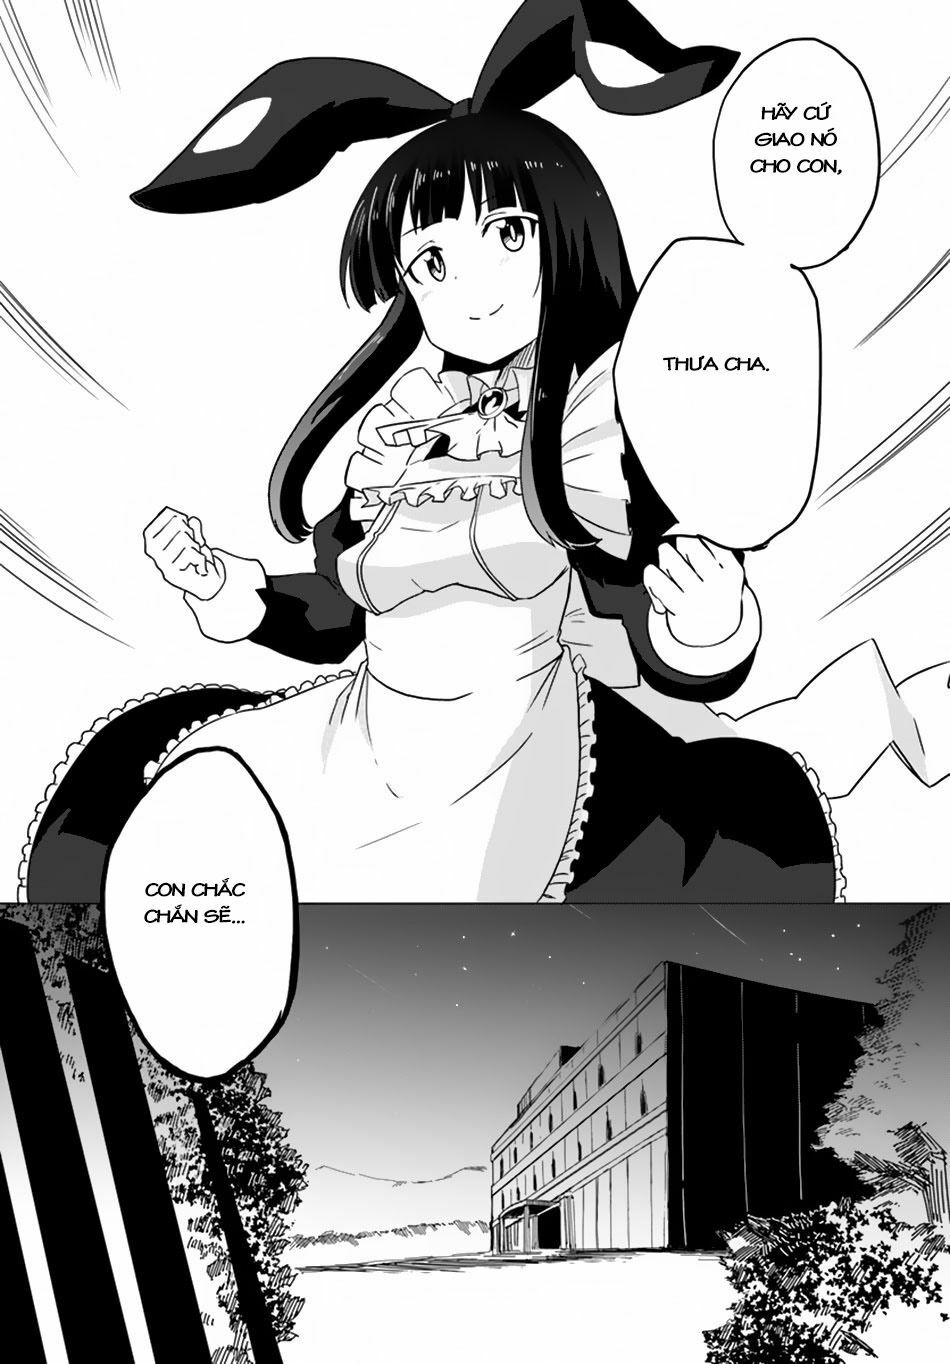 HÃY CỨ
GIAO NÓ
CHO CON,
THƯA CHA.
CON CHẮC
CHẮN SẼ...